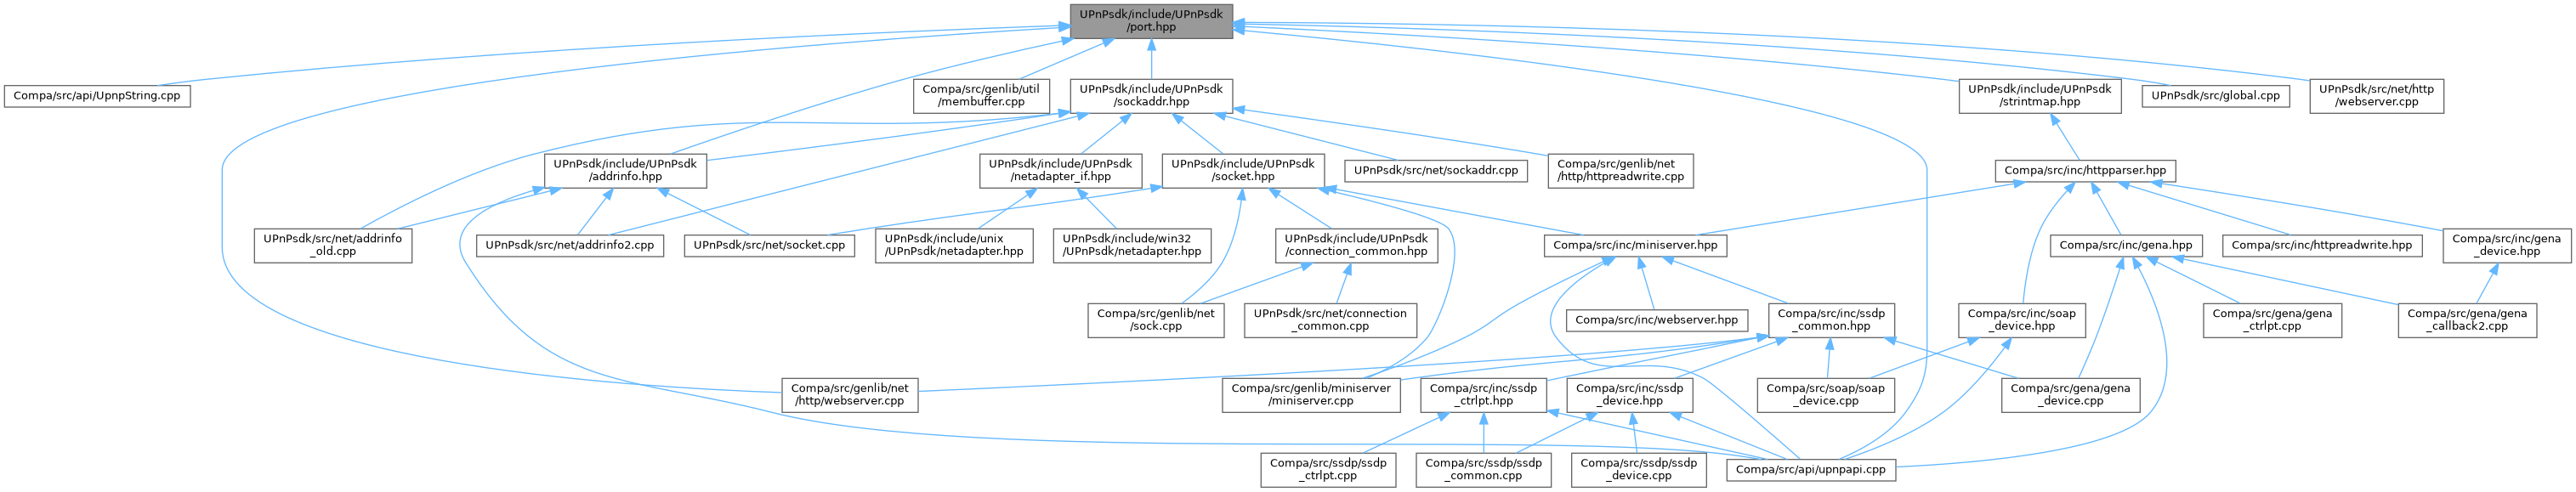 UPnPsdk/include/UPnPsdk
/port.hpp
Compa/src/api/UpnpString.cpp
Compa/src/genlib/util
/membuffer.cpp
UPnPsdk/include/UPnPsdk
/sockaddr.hpp
UPnPsdk/include/UPnPsdk
/strintmap.hpp
UPnPsdk/src/global.cpp
UPnPsdk/src/net/http
/webserver.cpp
UPnPsdk/include/UPnPsdk
/addrinfo.hpp
UPnPsdk/include/UPnPsdk
/netadapter_if.hpp
UPnPsdk/include/UPnPsdk
/socket.hpp
UPnPsdk/src/net/sockaddr.cpp
Compa/src/genlib/net
/http/httpreadwrite.cpp
Compa/src/inc/httpparser.hpp
UPnPsdk/src/net/addrinfo
_old.cpp
UPnPsdk/src/net/addrinfo2.cpp
UPnPsdk/src/net/socket.cpp
UPnPsdk/include/unix
/UPnPsdk/netadapter.hpp
UPnPsdk/include/win32
/UPnPsdk/netadapter.hpp
UPnPsdk/include/UPnPsdk
/connection_common.hpp
Compa/src/inc/miniserver.hpp
Compa/src/inc/gena.hpp
Compa/src/inc/httpreadwrite.hpp
Compa/src/inc/gena
_device.hpp
Compa/src/genlib/net
/sock.cpp
UPnPsdk/src/net/connection
_common.cpp
Compa/src/inc/webserver.hpp
Compa/src/inc/ssdp
_common.hpp
Compa/src/inc/soap
_device.hpp
Compa/src/gena/gena
_ctrlpt.cpp
Compa/src/gena/gena
_callback2.cpp
Compa/src/genlib/net
/http/webserver.cpp
Compa/src/genlib/miniserver
/miniserver.cpp
Compa/src/inc/ssdp
_ctrlpt.hpp
Compa/src/inc/ssdp
_device.hpp
Compa/src/soap/soap
_device.cpp
Compa/src/gena/gena
_device.cpp
Compa/src/ssdp/ssdp
_ctrlpt.cpp
Compa/src/ssdp/ssdp
_common.cpp
Compa/src/ssdp/ssdp
_device.cpp
Compa/src/api/upnpapi.cpp